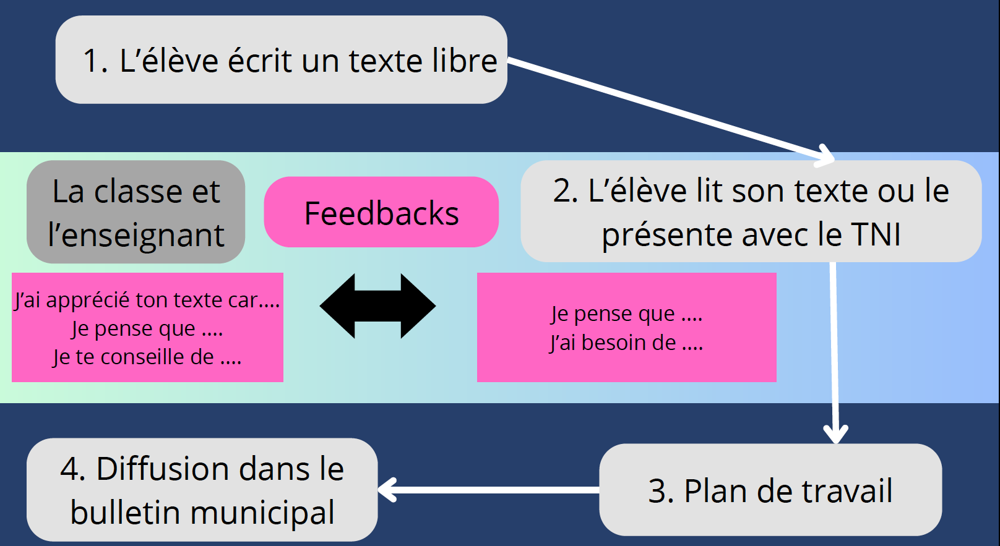 1. L’élève écrit un texte libre
La classe et
l’enseignant
Feedbacks
2. L’élève lit son texte ou le
présente avec le TNI
J’ai apprécié ton texte car....
Je pense que ....
Je te conseille de ....
Je pense que ....
J’ai besoin de ....
3. Plan de travail
4. Diffusion dans le
bulletin municipal